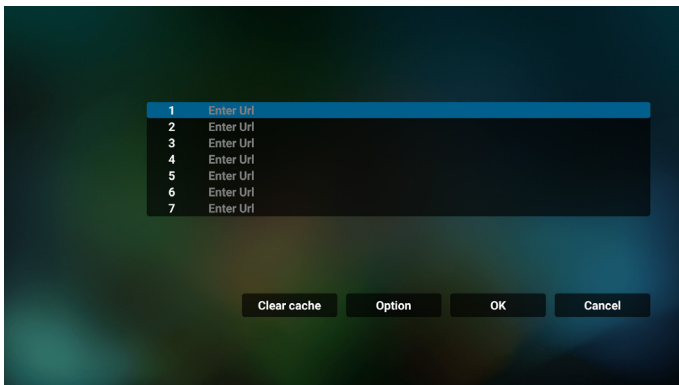 1 Enter Url
2 Enter Url
3 Enter Url
4 Enter Url
5 Enter Url
6 Enter Url
7 Enter Url
Clear cache Option OK Cancel